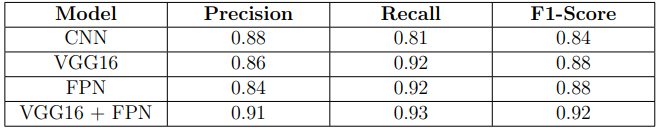 Model Precision Recall F1-Score
CNN 0.88 0.81 0.84
VGG16 0.86 0.92 0.88
FPN 0.84 0.92 0.88
VGG16 + FPN 0.91 0.93 0.92